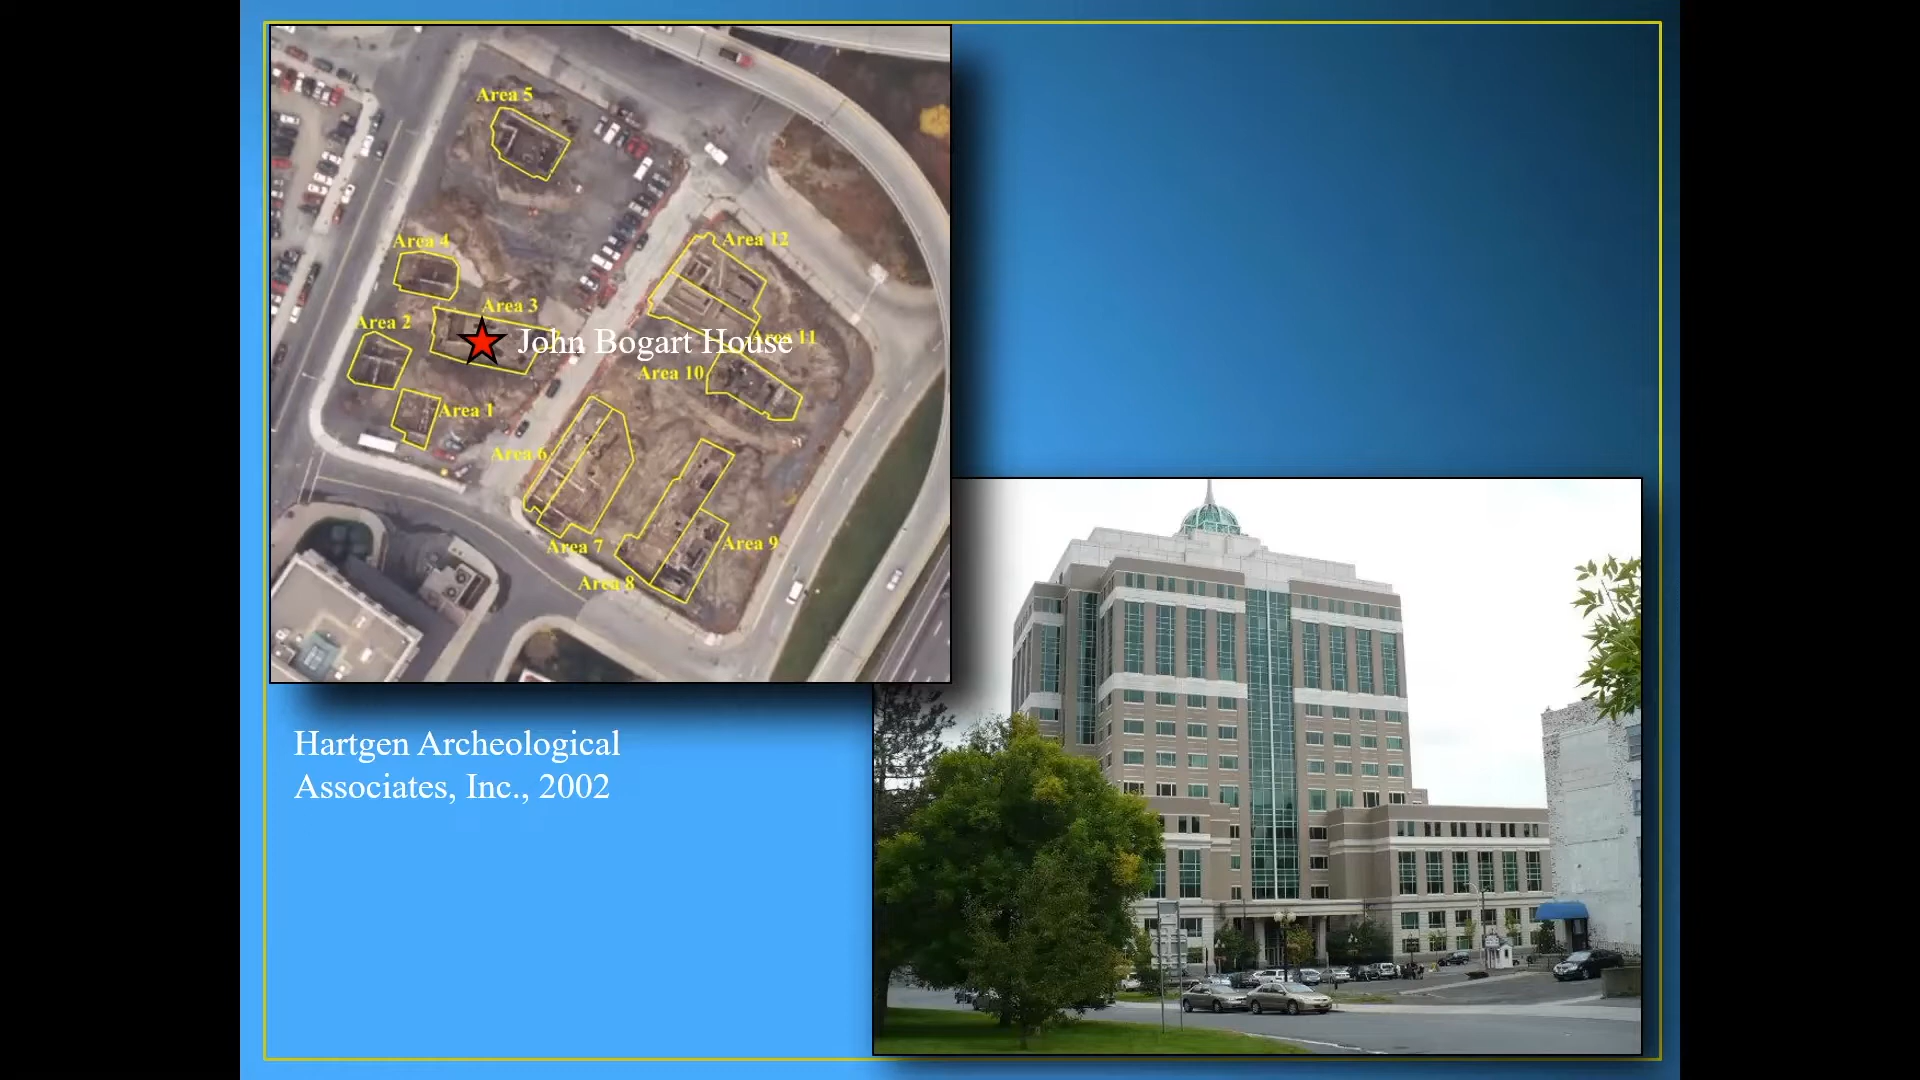 Area 5
Area 4
Area 12
Area 3
Area 2
John Bogart House
Area 11
Area 10
Area 1
Area 6
Area 7
Area 9
Area 8
Hartgen Archeological
Associates, Inc., 2002